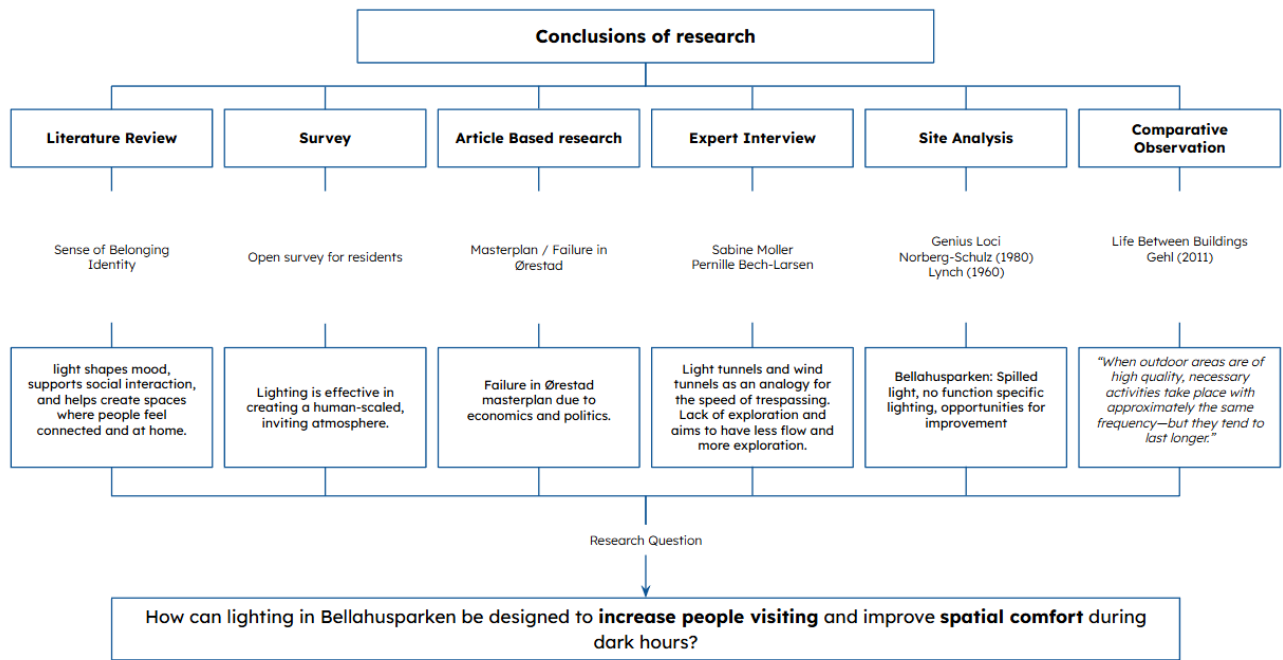 Conclusions of research
Literature Review
Survey
Article Based research
Expert Interview
Site Analysis
Comparative
Observation
Sense of Belonging
Identity
Open survey for residents
Masterplan / Failure in
Ørestad
Sabine Moller
Pernille Bech-Larsen
Genius Loci
Norberg-Schulz (1980)
Lynch (1960)
Life Between Buildings
Gehl (2011)
light shapes mood,
supports social interaction,
and helps create spaces
where people feel
connected and at home.
Lighting is effective in
creating a human-scaled,
inviting atmosphere.
Failure in Ørestad
masterplan due to
economics and politics.
Light tunnels and wind
tunnels as an analogy for
the speed of trespassing.
Lack of exploration and
aims to have less flow and
more exploration.
Bellahusparken: Spilled
light, no function specific
lighting, opportunities for
improvement
“When outdoor areas are of
high quality, necessary
activities take place with
approximately the same
frequency—but they tend to
last longer.”
Research Question
How can lighting in Bellahusparken be designed to increase people visiting and improve spatial comfort during
dark hours?